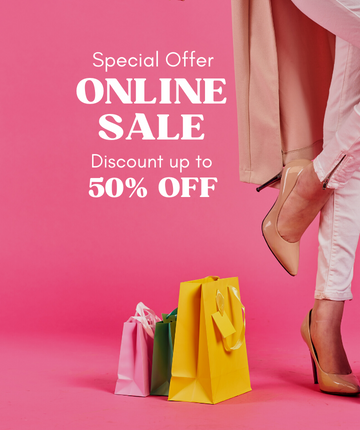 Special Offer
ONLINE
SALE
Discount up to
50% OFF